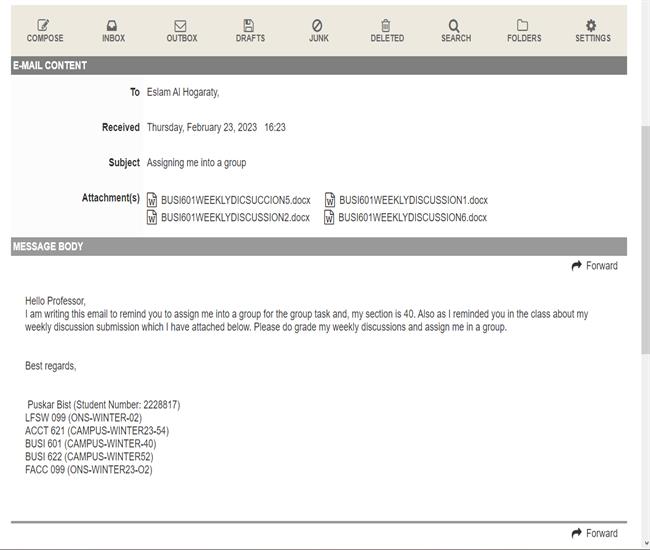 COMPOSE INBOX OUTBOX DRAFTS JUNK DELETED SEARCH FOLDERS SETTINGS
E-MAIL CONTENT
To Eslam Al Hogaraty,
Received Thursday, February 23, 2023 16:23
Subject Assigning me into a group
Attachment(s) BUSI601WEEKLYDICSUCCION5.docx BUSI601WEEKLYDISCUSSION1.docx
BUSI601WEEKLYDISCUSSION2.docx BUSI601WEEKLYDISCUSSION6.docx
MESSAGE BODY
Forward
Hello Professor,
I am writing this email to remind you to assign me into a group for the group task and, my section is 40. Also as I reminded you in the class about my
weekly discussion submission which I have attached below. Please do grade my weekly discussions and assign me in a group.
Best regards,
Puskar Bist (Student Number: 2228817)
LFSW 099 (ONS-WINTER-02)
ACCT 621 (CAMPUS-WINTER23-54)
BUSI 601 (CAMPUS-WINTER-40)
BUSI 622 (CAMPUS-WINTER52)
FACC 099 (ONS-WINTER23-O2)
Forward